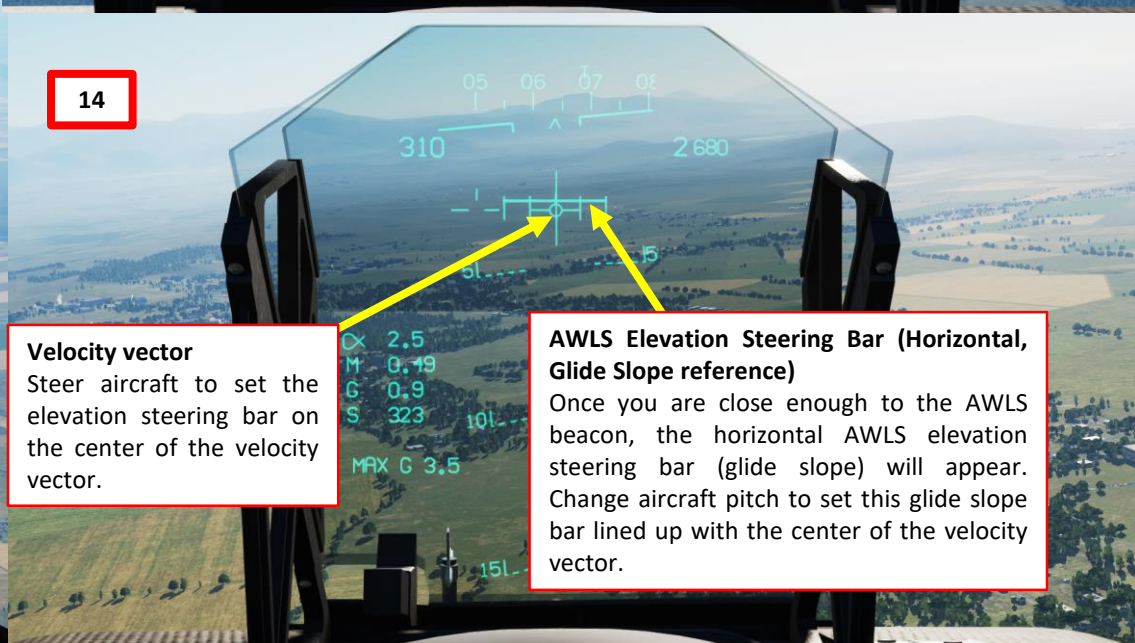 14
05 06 07 08
T
310
2 680
5 15
α 2.5
M 0.49
G 0.9
S 323
10
MAX G 3.5
15
Velocity vector
Steer aircraft to set the
elevation steering bar on
the center of the velocity
vector.
AWLS Elevation Steering Bar (Horizontal,
Glide Slope reference)
Once you are close enough to the AWLS
beacon, the horizontal AWLS elevation
steering bar (glide slope) will appear.
Change aircraft pitch to set this glide slope
bar lined up with the center of the velocity
vector.